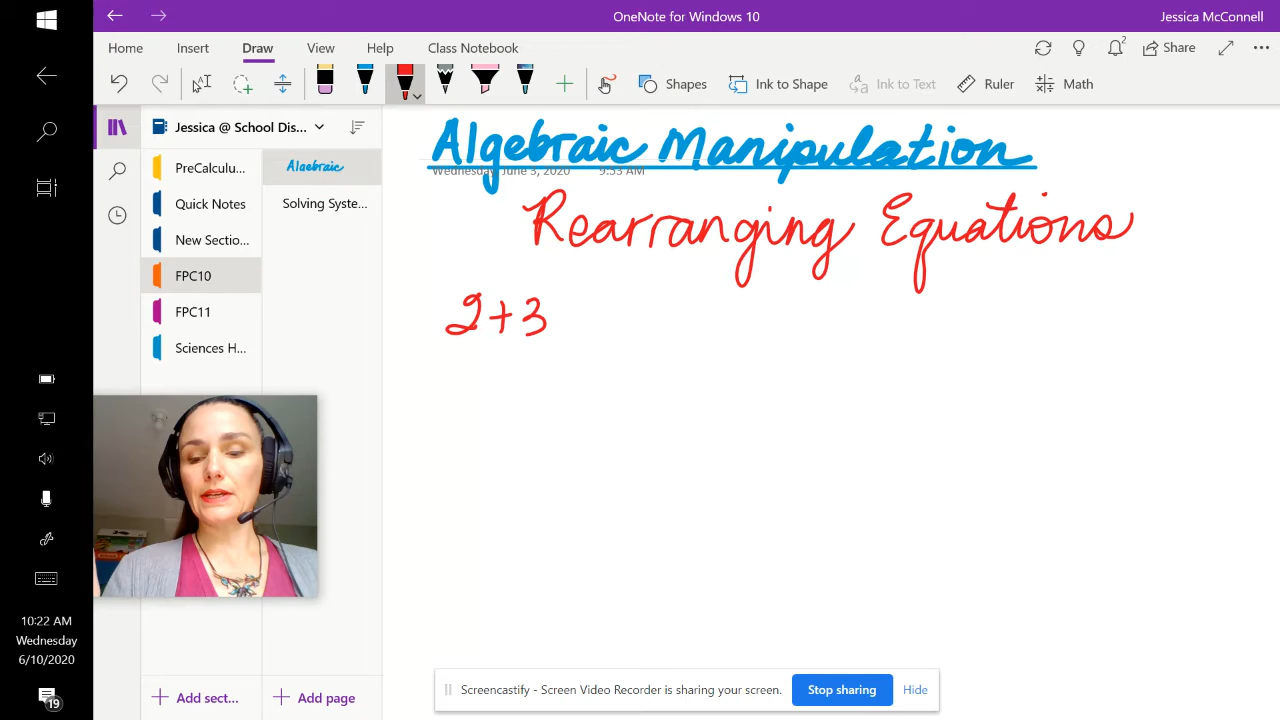 OneNote for Windows 10
Jessica McConnell
Home Insert Draw View Help Class Notebook
2 Share
Shapes Ink to Shape Ink to Text Ruler Math
Jessica @ School Dis...
PreCalculu...
Quick Notes
New Sectio...
FPC10
FPC11
Sciences H...
Algebraic
Solving Syste...
Algebraic Manipulation
Wednesday, June 3, 2020 9:53 AM
Rearranging Equations
2+3
10:22 AM
Wednesday
6/10/2020
19
Add sect...
Add page
Screencastify - Screen Video Recorder is sharing your screen.
Stop sharing
Hide